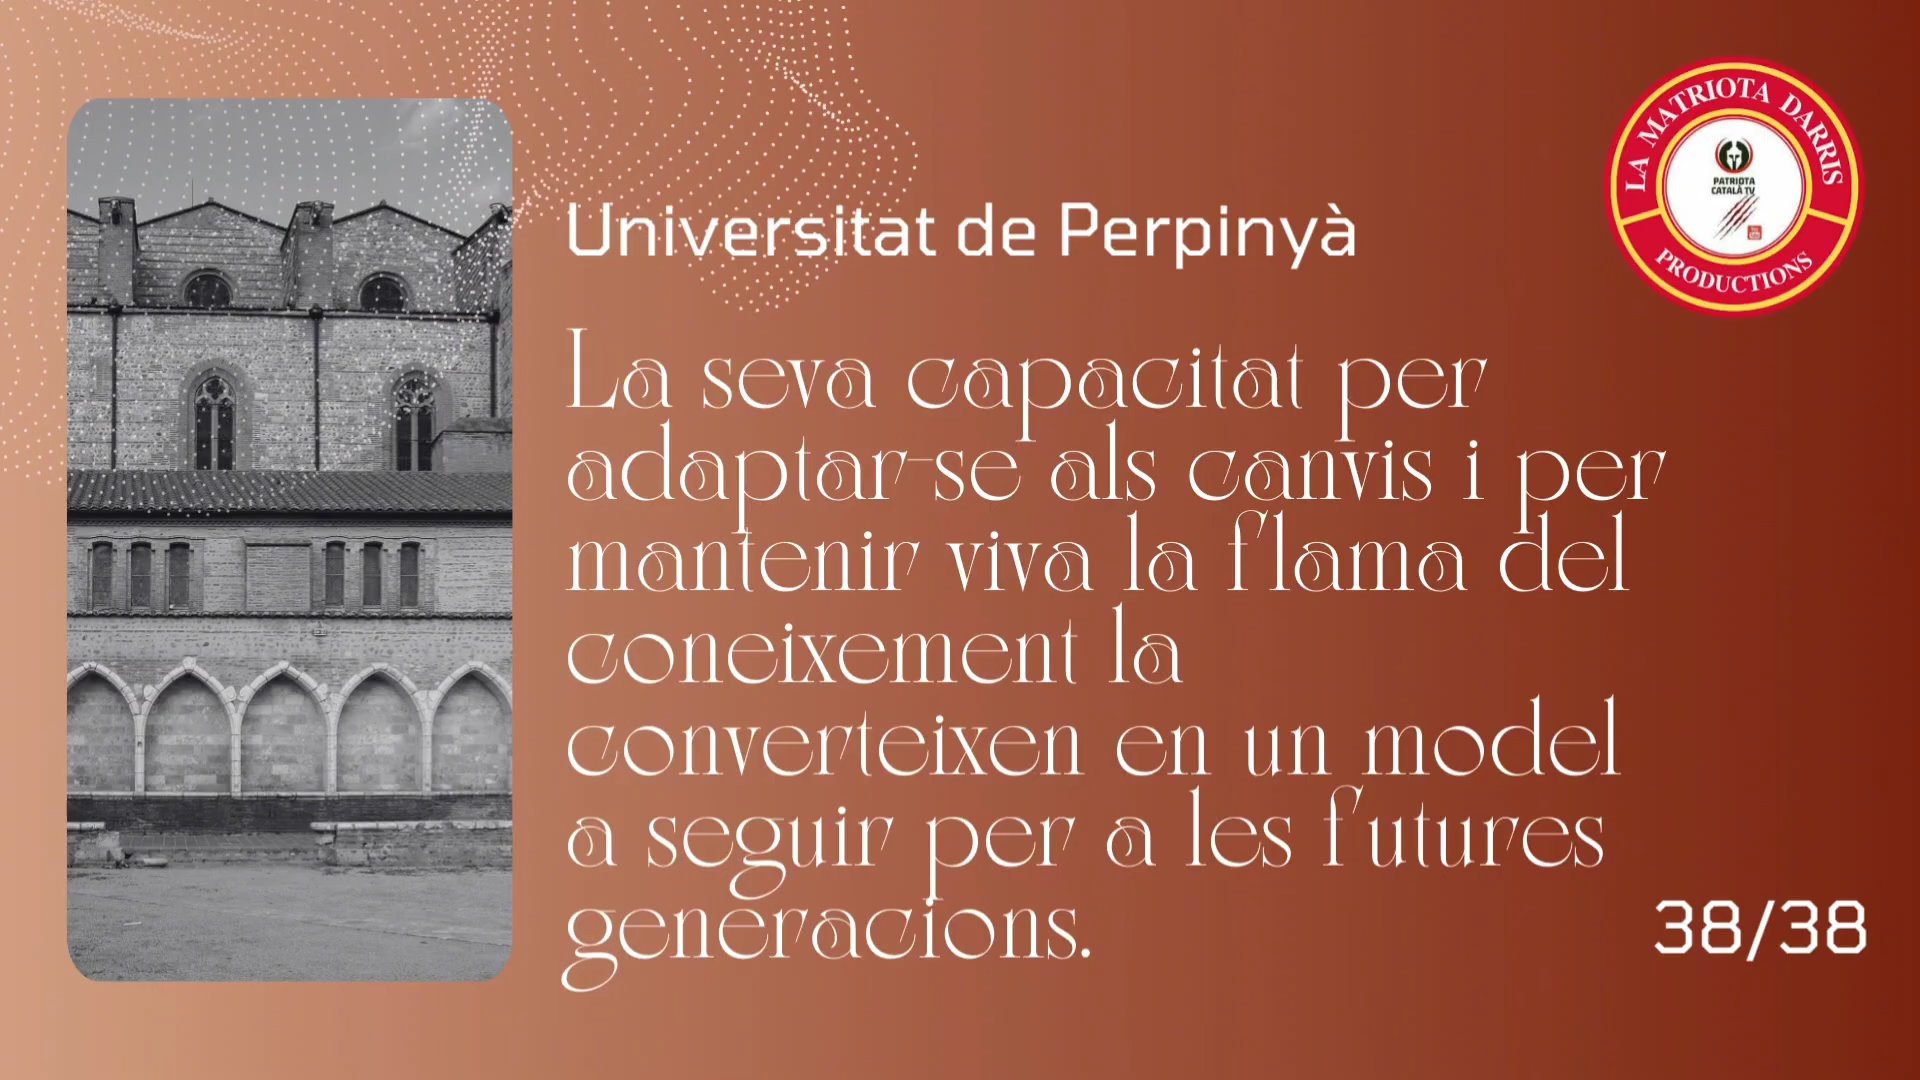 Universitat de Perpinyà
La seva capacitat per
adaptar-se als canvis i per
mantenir viva la flama del
coneixement la
converteixen en un model
a seguir per a les futures
generacions.
38/38
LA MATRIOTA DARRIS
PATRIOTA
CATALÀ TV
PRODUCTIONS